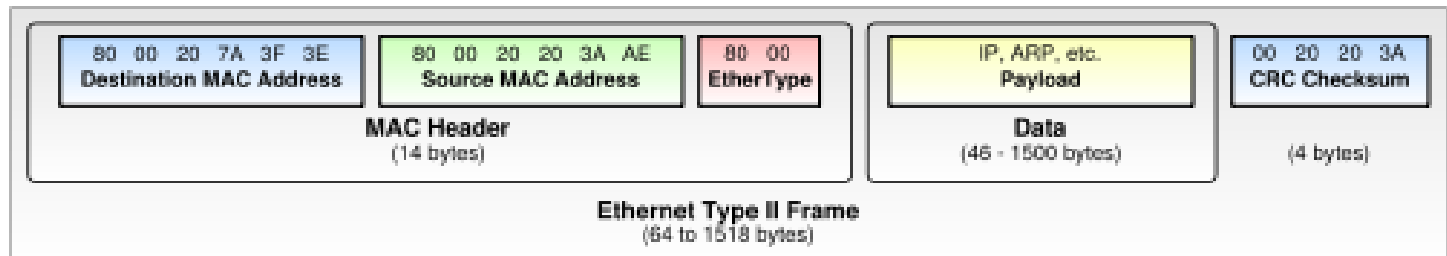 80 00 20 7A 3F 3E
Destination MAC Address
80 00 20 20 3A AE
Source MAC Address
80 00
EtherType
MAC Header
(14 bytes)
IP, ARP, etc.
Payload
Data
(46 - 1500 bytes)
00 20 20 3A
CRC Checksum
(4 bytes)
Ethernet Type II Frame
(64 to 1518 bytes)